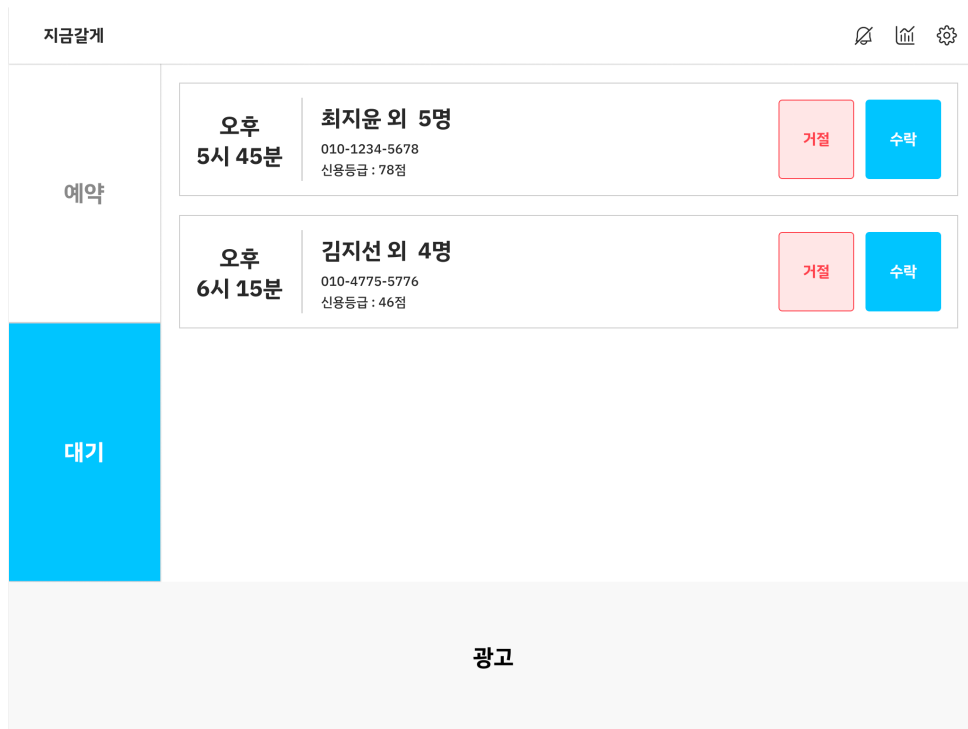 지금갈게
예약
대기
오후
5시 45분
최지윤 외 5명
010-1234-5678
신용등급 : 78점
거절
수락
오후
6시 15분
김지선 외 4명
010-4775-5776
신용등급 : 46점
거절
수락
광고